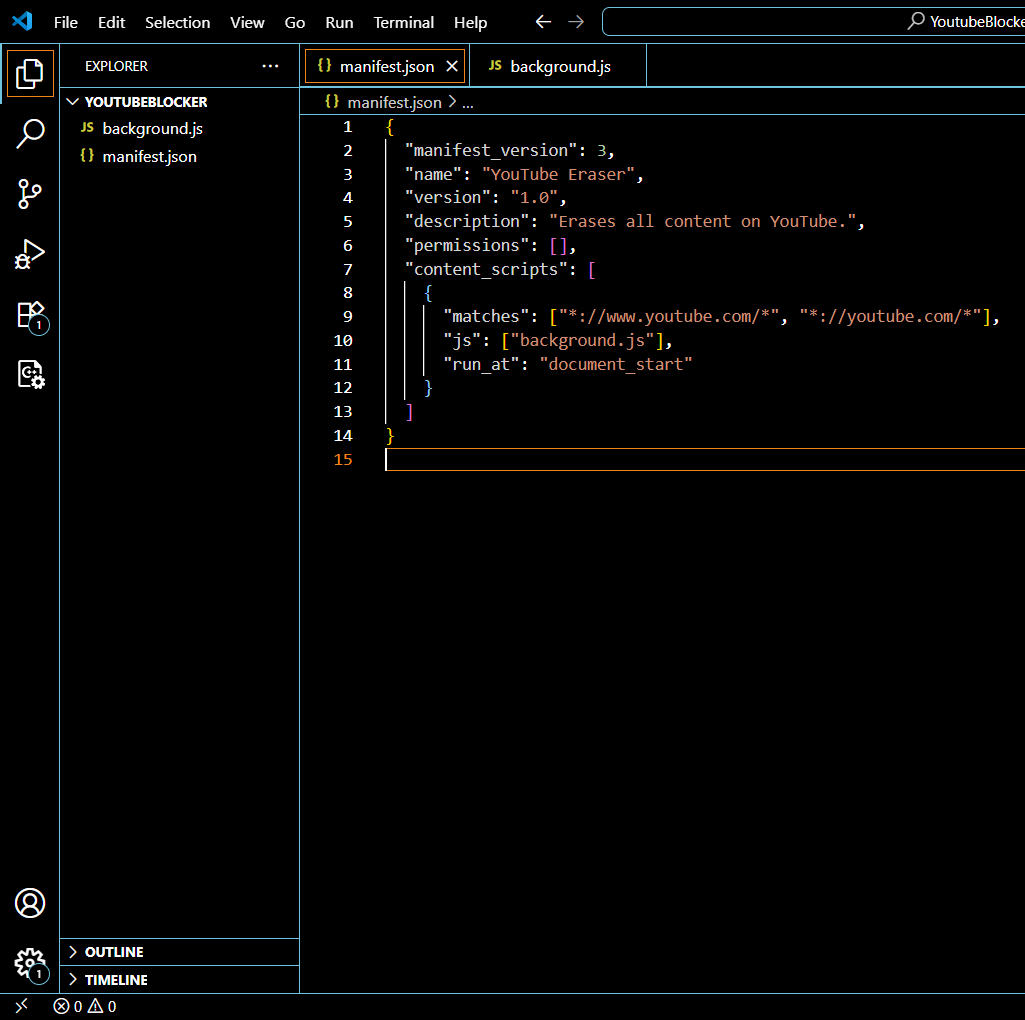 File Edit Selection View Go Run Terminal Help
EXPLORER
YOUTUBEBLOCKER
JS background.js
{} manifest.json
{} manifest.json
JS background.js
{} manifest.json > ...
1 {
2 "manifest_version": 3,
3 "name": "YouTube Eraser",
4 "version": "1.0",
5 "description": "Erases all content on YouTube.",
6 "permissions": [],
7 "content_scripts": [
8 {
9 "matches": ["*://www.youtube.com/*", "*://youtube.com/*"],
10 "js": ["background.js"],
11 "run_at": "document_start"
12 }
13 ]
14 }
15
1
C++
OUTLINE
TIMELINE
1
0 0